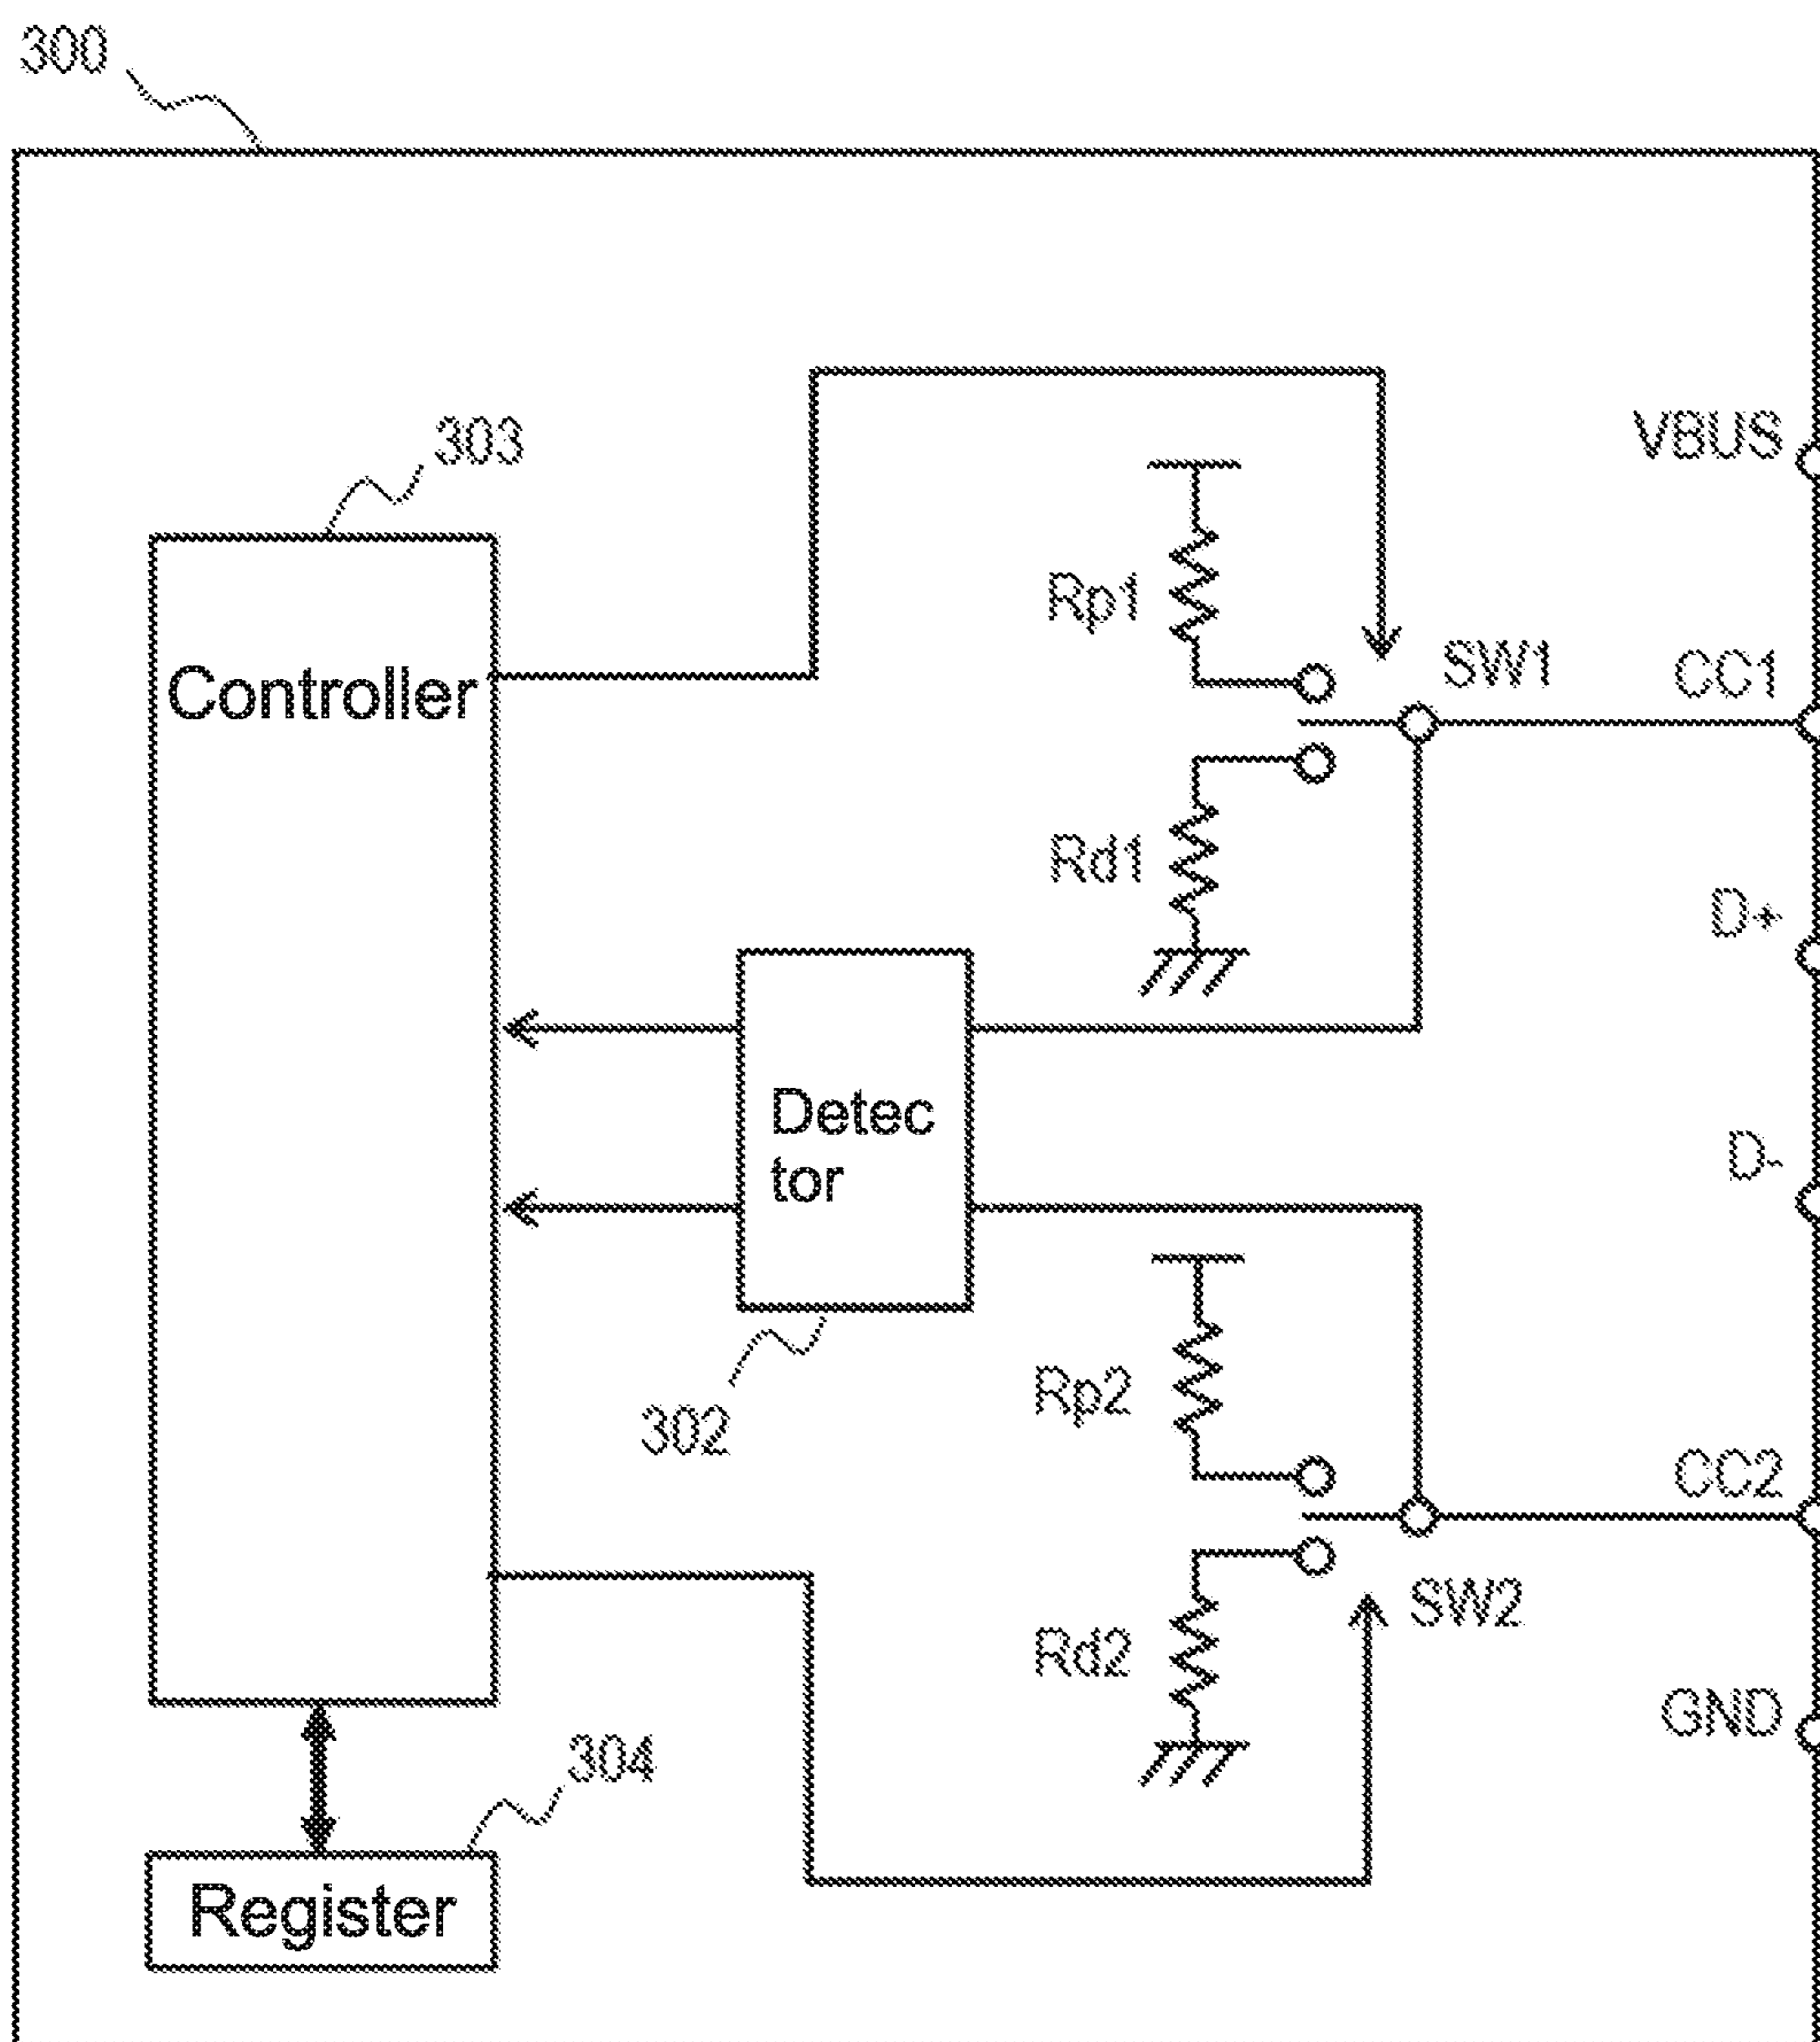 300
303
VBUS
Controller
Rp1
SW1
CC1
Rd1
D+
Detec
tor
D-
302
Rp2
CC2
SW2
Rd2
GND
304
Register